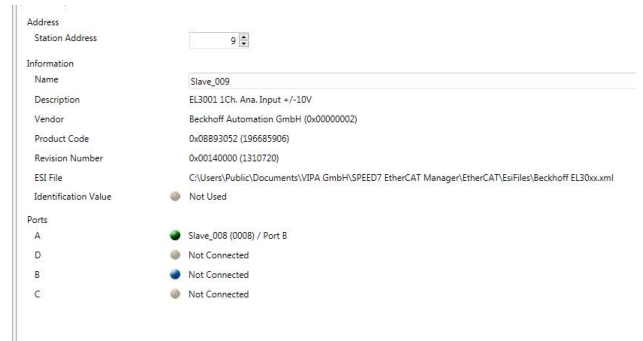 Address
Station Address 9
Information
Name Slave_009
Description EL3001 1Ch. Ana. Input +/-10V
Vendor Beckhoff Automation GmbH (0x00000002)
Product Code 0x0BB93052 (196685906)
Revision Number 0x00140000 (1310720)
ESI File C:\Users\Public\Documents\VIPA GmbH\SPEED7 EtherCAT Manager\EtherCAT\EsiFiles\Beckhoff EL30xx.xml
Identification Value Not Used
Ports
A Slave_008 (0008) / Port B
D Not Connected
B Not Connected
C Not Connected